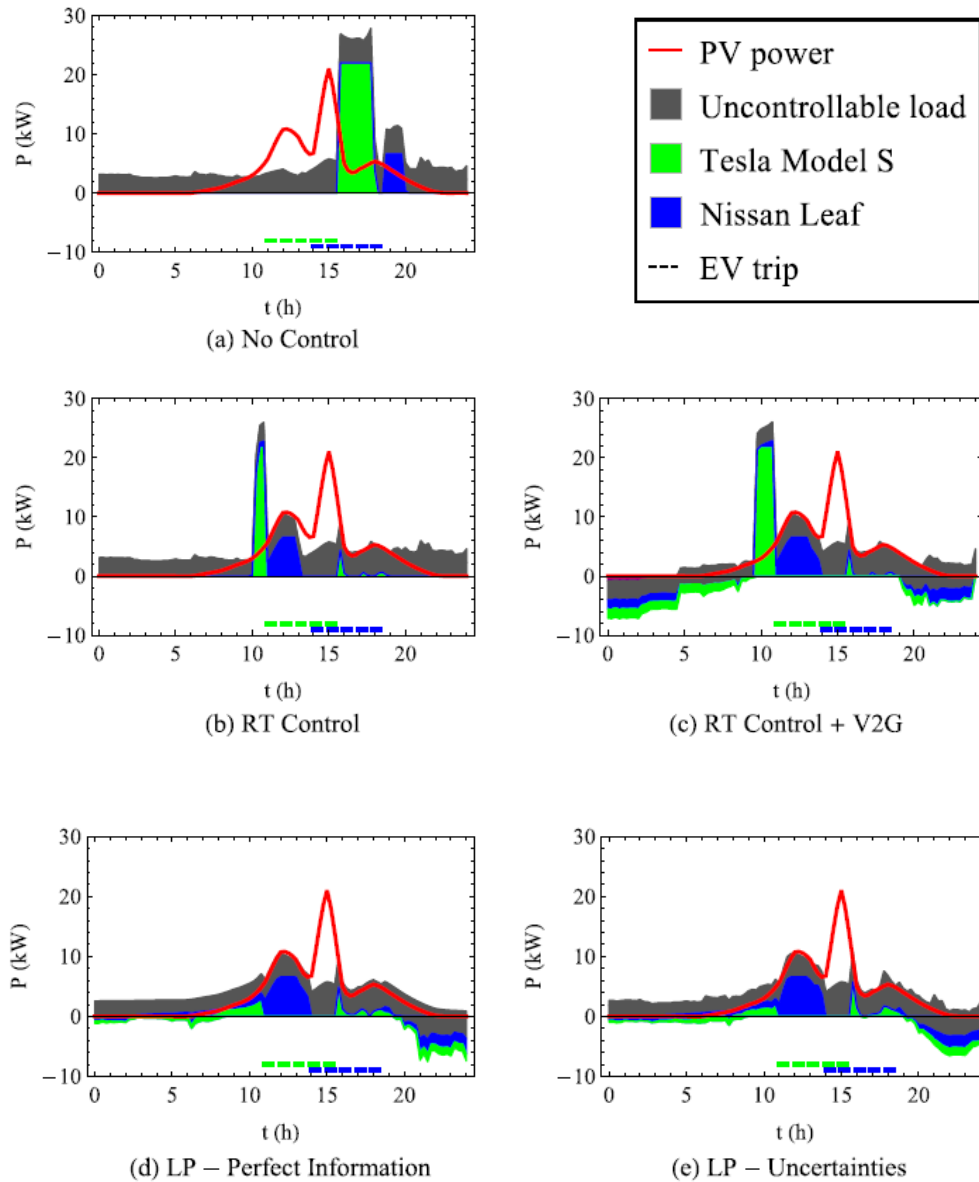 30
20
10
0
−10
P (kW)
0 5 10 15 20
t (h)
(a) No Control
PV power
Uncontrollable load
Tesla Model S
Nissan Leaf
EV trip
30
20
10
0
−10
P (kW)
0 5 10 15 20
t (h)
(b) RT Control
30
20
10
0
−10
P (kW)
0 5 10 15 20
t (h)
(c) RT Control + V2G
30
20
10
0
−10
P (kW)
0 5 10 15 20
t (h)
(d) LP − Perfect Information
30
20
10
0
−10
P (kW)
0 5 10 15 20
t (h)
(e) LP − Uncertainties